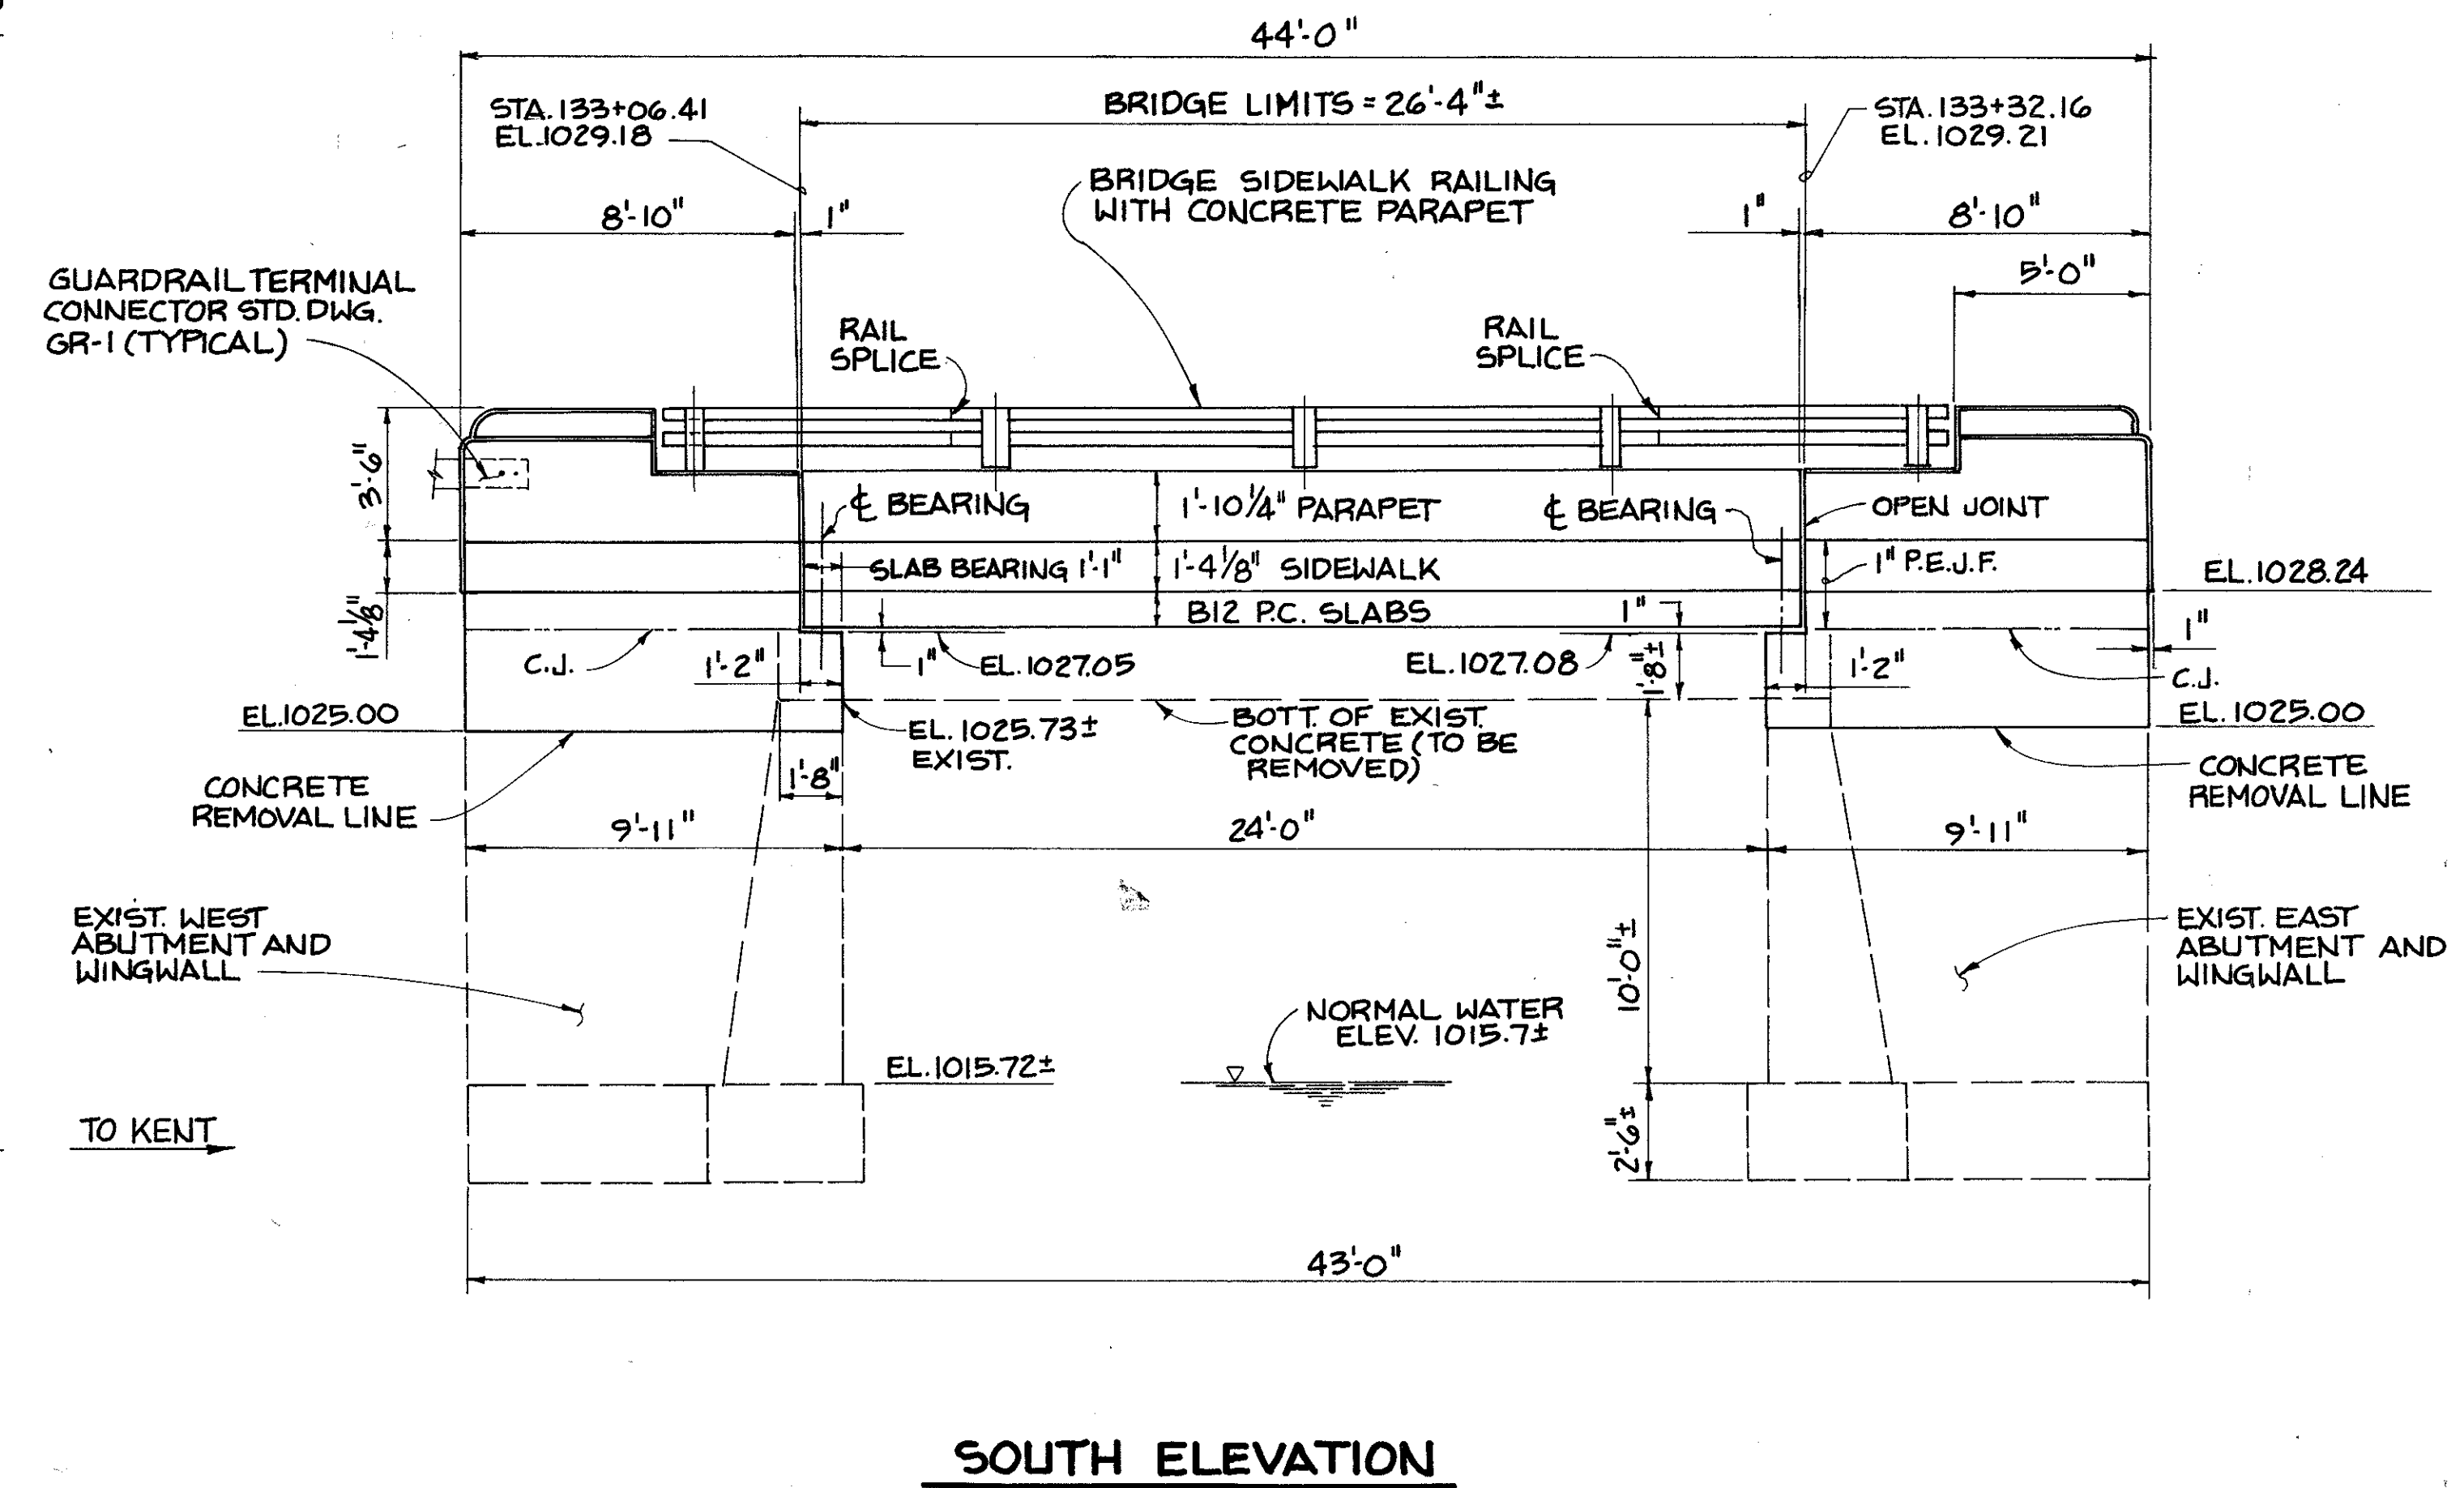 44'-0"
STA. 133+06.41
EL. 1029.18
BRIDGE LIMITS = 26'-4"±
STA. 133+32.16
EL. 1029.21
BRIDGE SIDEWALK RAILING
WITH CONCRETE PARAPET
8'-10"
1"
1"
8'-10"
5'-0"
GUARDRAIL TERMINAL
CONNECTOR STD. DWG.
GR-1 (TYPICAL)
RAIL
SPLICE
RAIL
SPLICE
3'-6"
℄ BEARING
1'-10 1/4" PARAPET
℄ BEARING
OPEN JOINT
SLAB BEARING 1'-1"
1'-4 1/8" SIDEWALK
1" P.E.J.F.
EL. 1028.24
1'-4 1/8"
B12 P.C. SLABS
1"
1"
C.J.
1'-2"
1"
EL. 1027.05
EL. 1027.08
1'-8"±
1'-2"
C.J.
EL. 1025.00
EL. 1025.73±
EXIST.
BOTT. OF EXIST.
CONCRETE (TO BE
REMOVED)
EL. 1025.00
1'-8"
CONCRETE
REMOVAL LINE
CONCRETE
REMOVAL LINE
9'-11"
24'-0"
9'-11"
EXIST. WEST
ABUTMENT AND
WINGWALL
10'-0"±
EXIST. EAST
ABUTMENT AND
WINGWALL
NORMAL WATER
ELEV. 1015.7±
EL. 1015.72±
TO KENT
2'-6"±
43'-0"
SOUTH ELEVATION